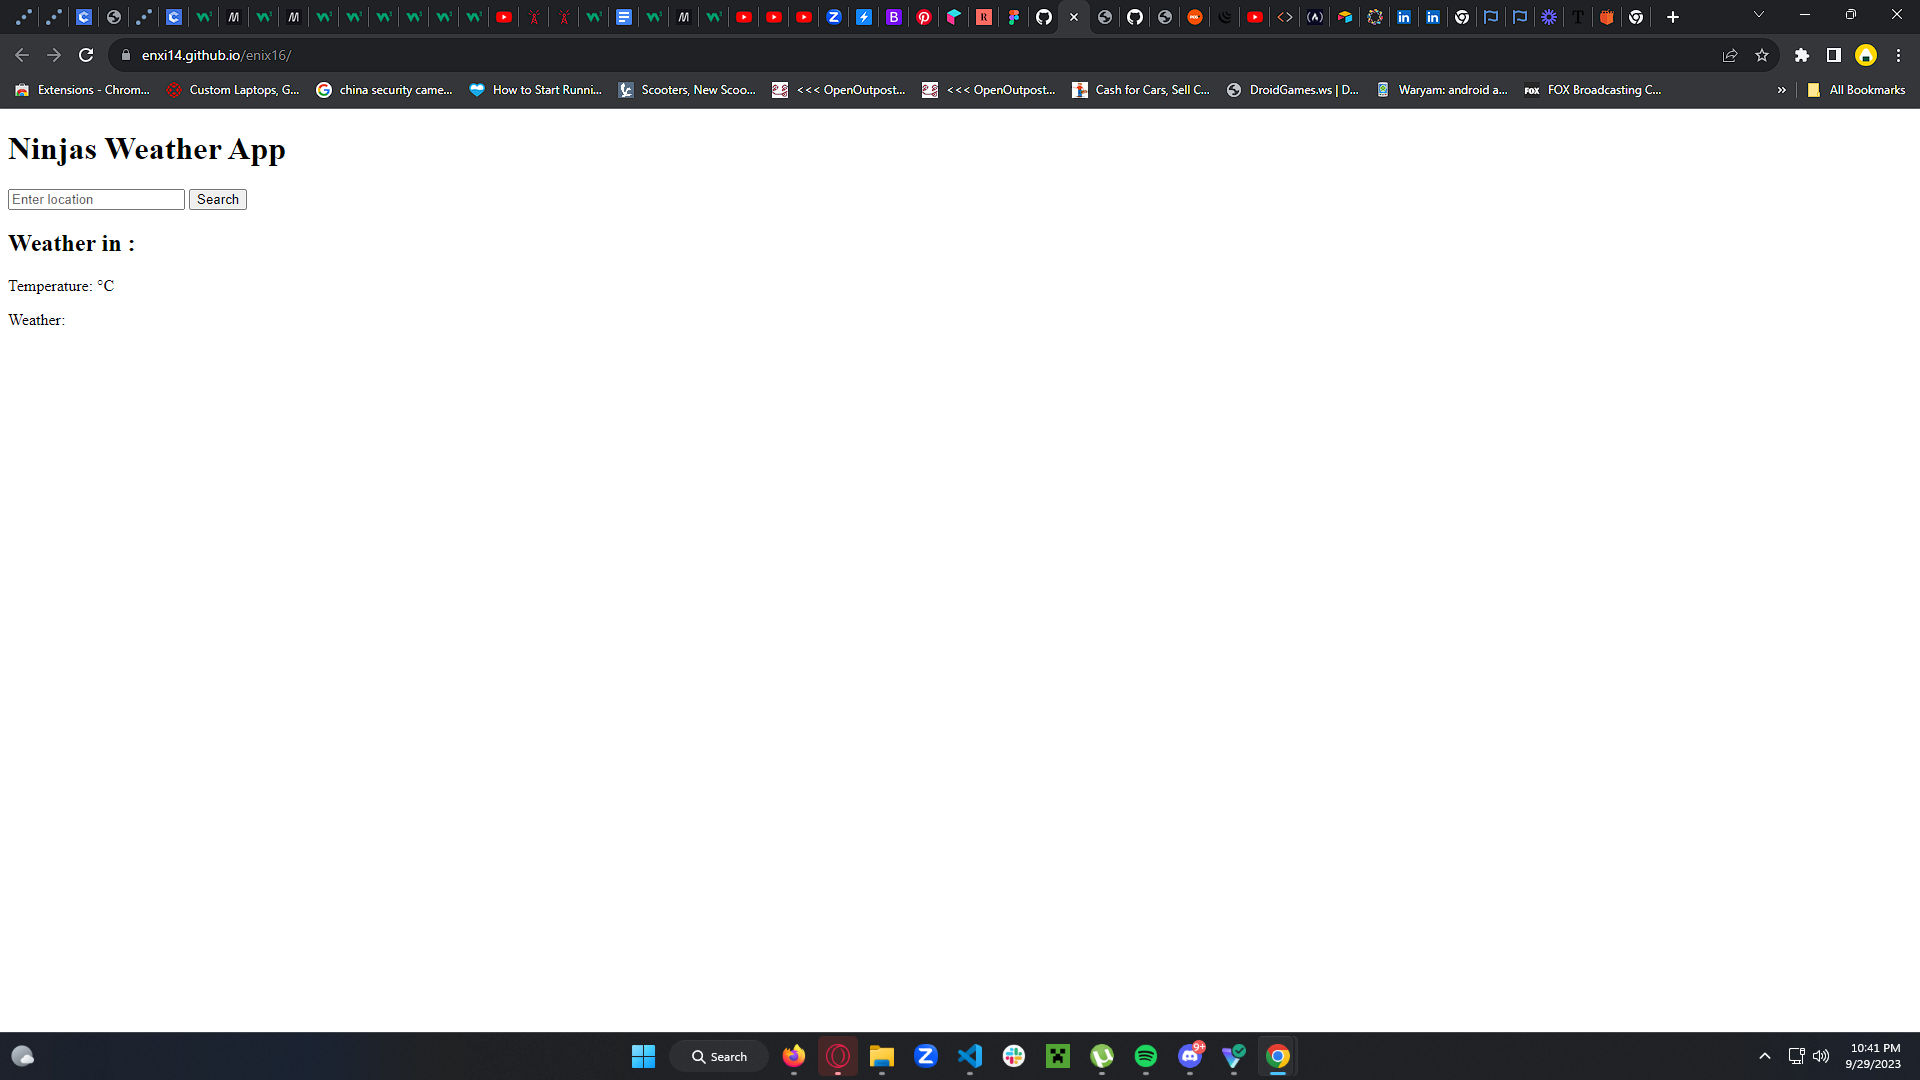 enxi14.github.io/enix16/
Extensions - Chrom... Custom Laptops, G... china security came... How to Start Runni... Scooters, New Scoo... <<< OpenOutpost... <<< OpenOutpost... Cash for Cars, Sell C... DroidGames.ws | D... Waryam: android a... FOX FOX Broadcasting C... » All Bookmarks
Ninjas Weather App
Enter location Search
Weather in :
Temperature: °C
Weather:
Search 9+ 10:41 PM
9/29/2023